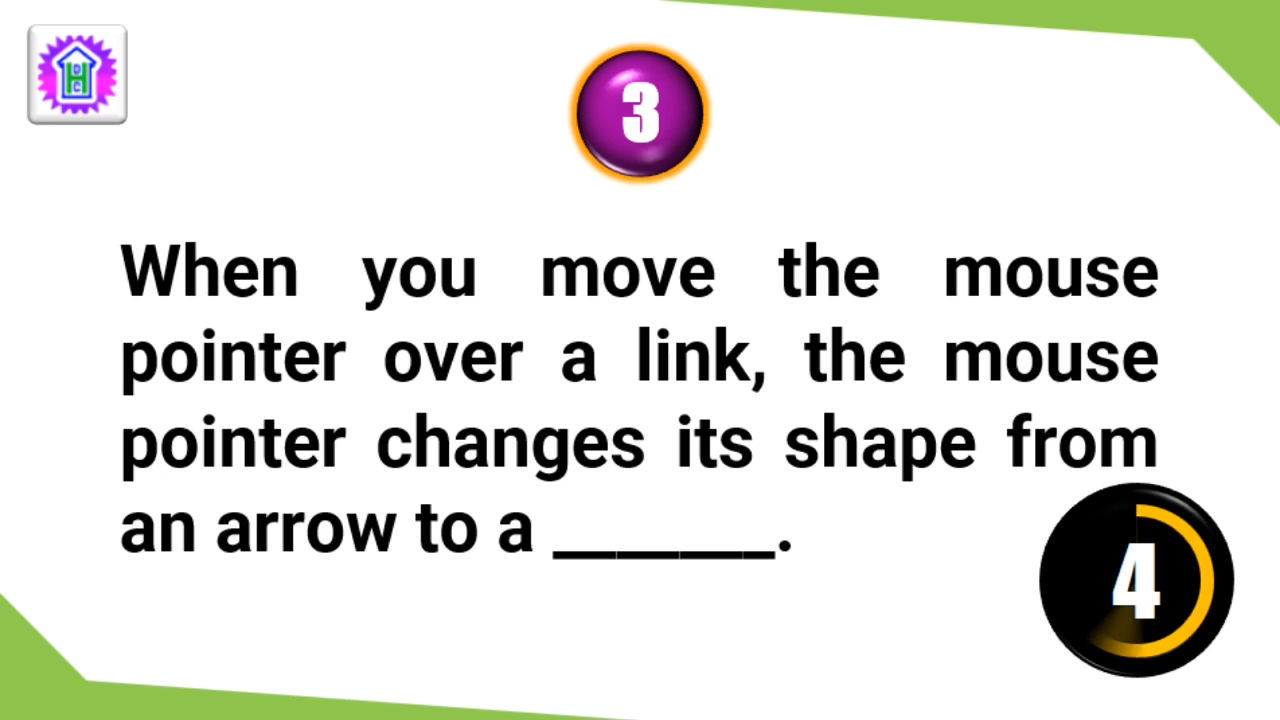 3
When you move the mouse
pointer over a link, the mouse
pointer changes its shape from
an arrow to a _______.
4